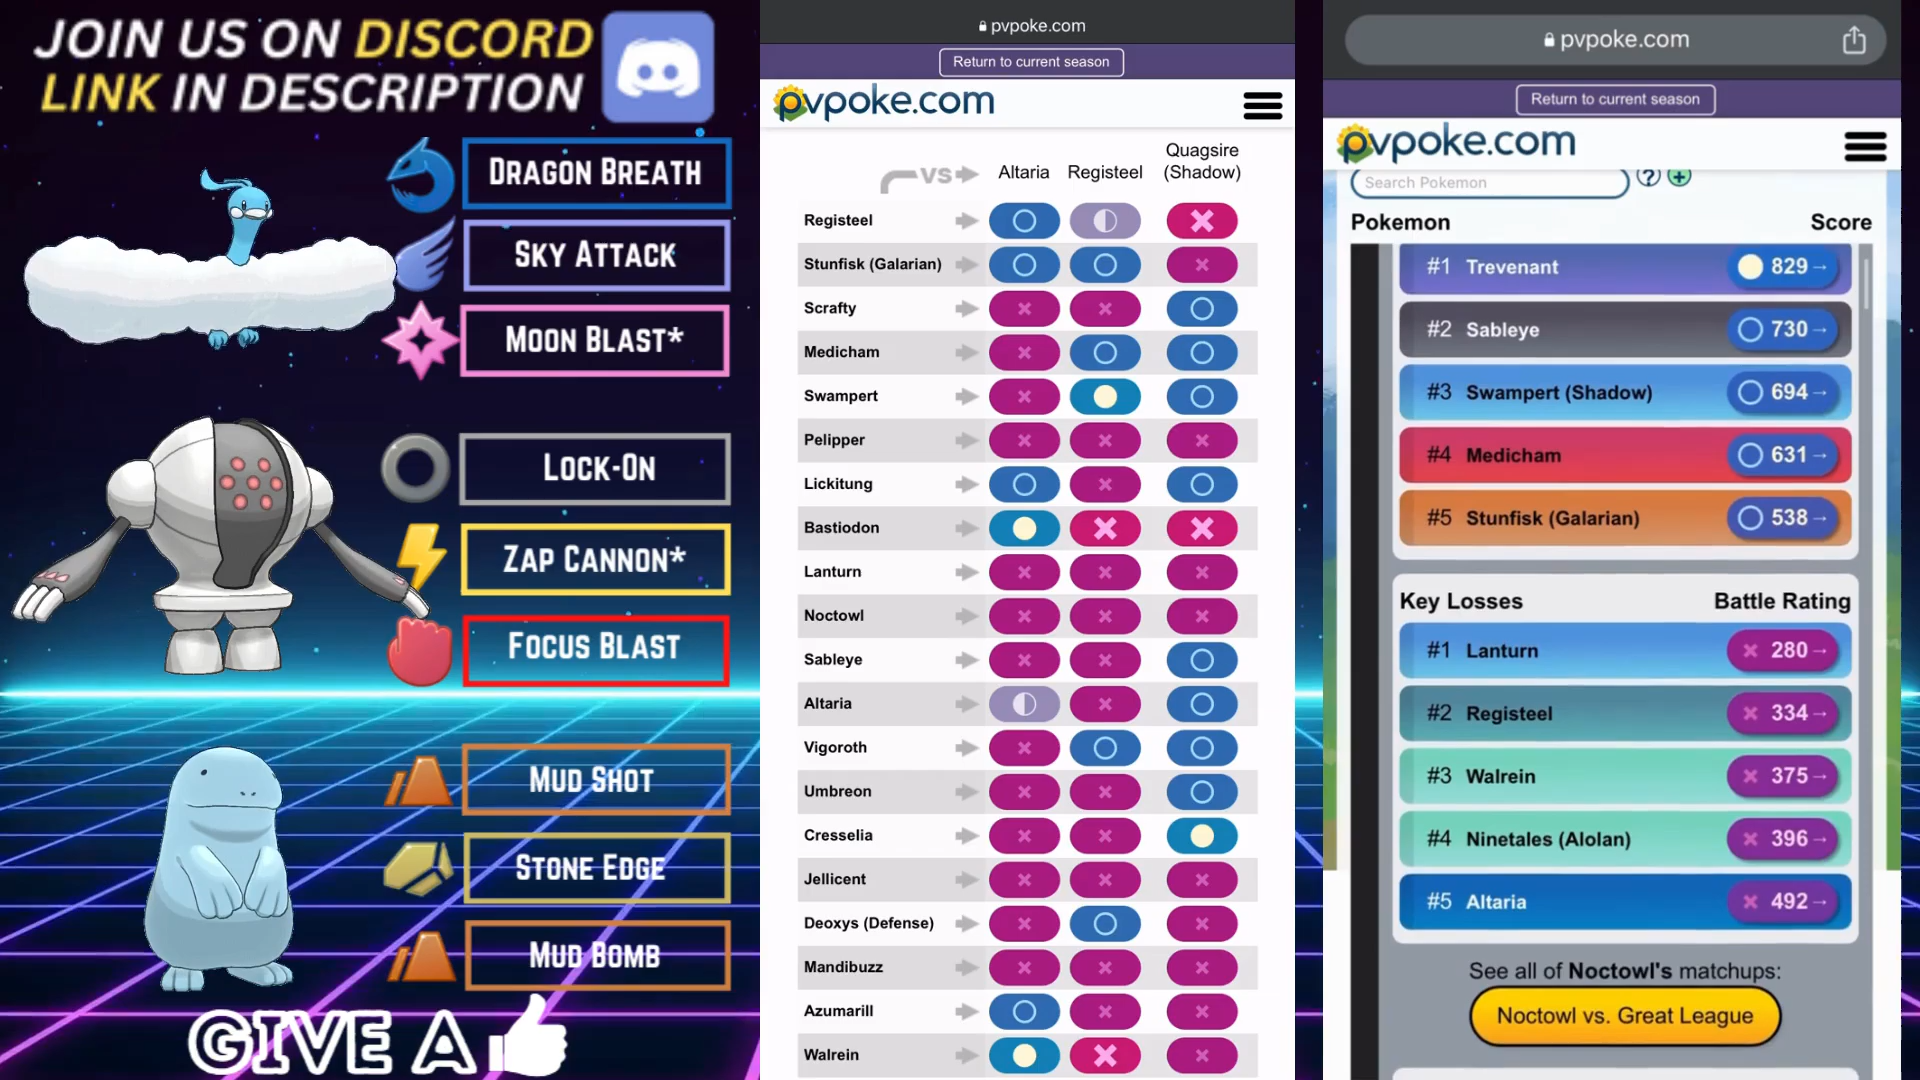 JOIN US ON DISCORD
LINK IN DESCRIPTION
DRAGON BREATH
SKY ATTACK
MOON BLAST*
LOCK-ON
ZAP CANNON*
FOCUS BLAST
MUD SHOT
STONE EDGE
MUD BOMB
GIVE A
pvpoke.com
Return to current season
pvpoke.com
VS Altaria Registeel Quagsire (Shadow)
Registeel
Stunfisk (Galarian)
Scrafty
Medicham
Swampert
Pelipper
Lickitung
Bastiodon
Lanturn
Noctowl
Sableye
Altaria
Vigoroth
Umbreon
Cresselia
Jellicent
Deoxys (Defense)
Mandibuzz
Azumarill
Walrein
pvpoke.com
Return to current season
pvpoke.com
Search Pokemon ? +
Pokemon Score
#1 Trevenant 829
#2 Sableye 730
#3 Swampert (Shadow) 694
#4 Medicham 631
#5 Stunfisk (Galarian) 538
Key Losses Battle Rating
#1 Lanturn 280
#2 Registeel 334
#3 Walrein 375
#4 Ninetales (Alolan) 396
#5 Altaria 492
See all of Noctowl's matchups:
Noctowl vs. Great League